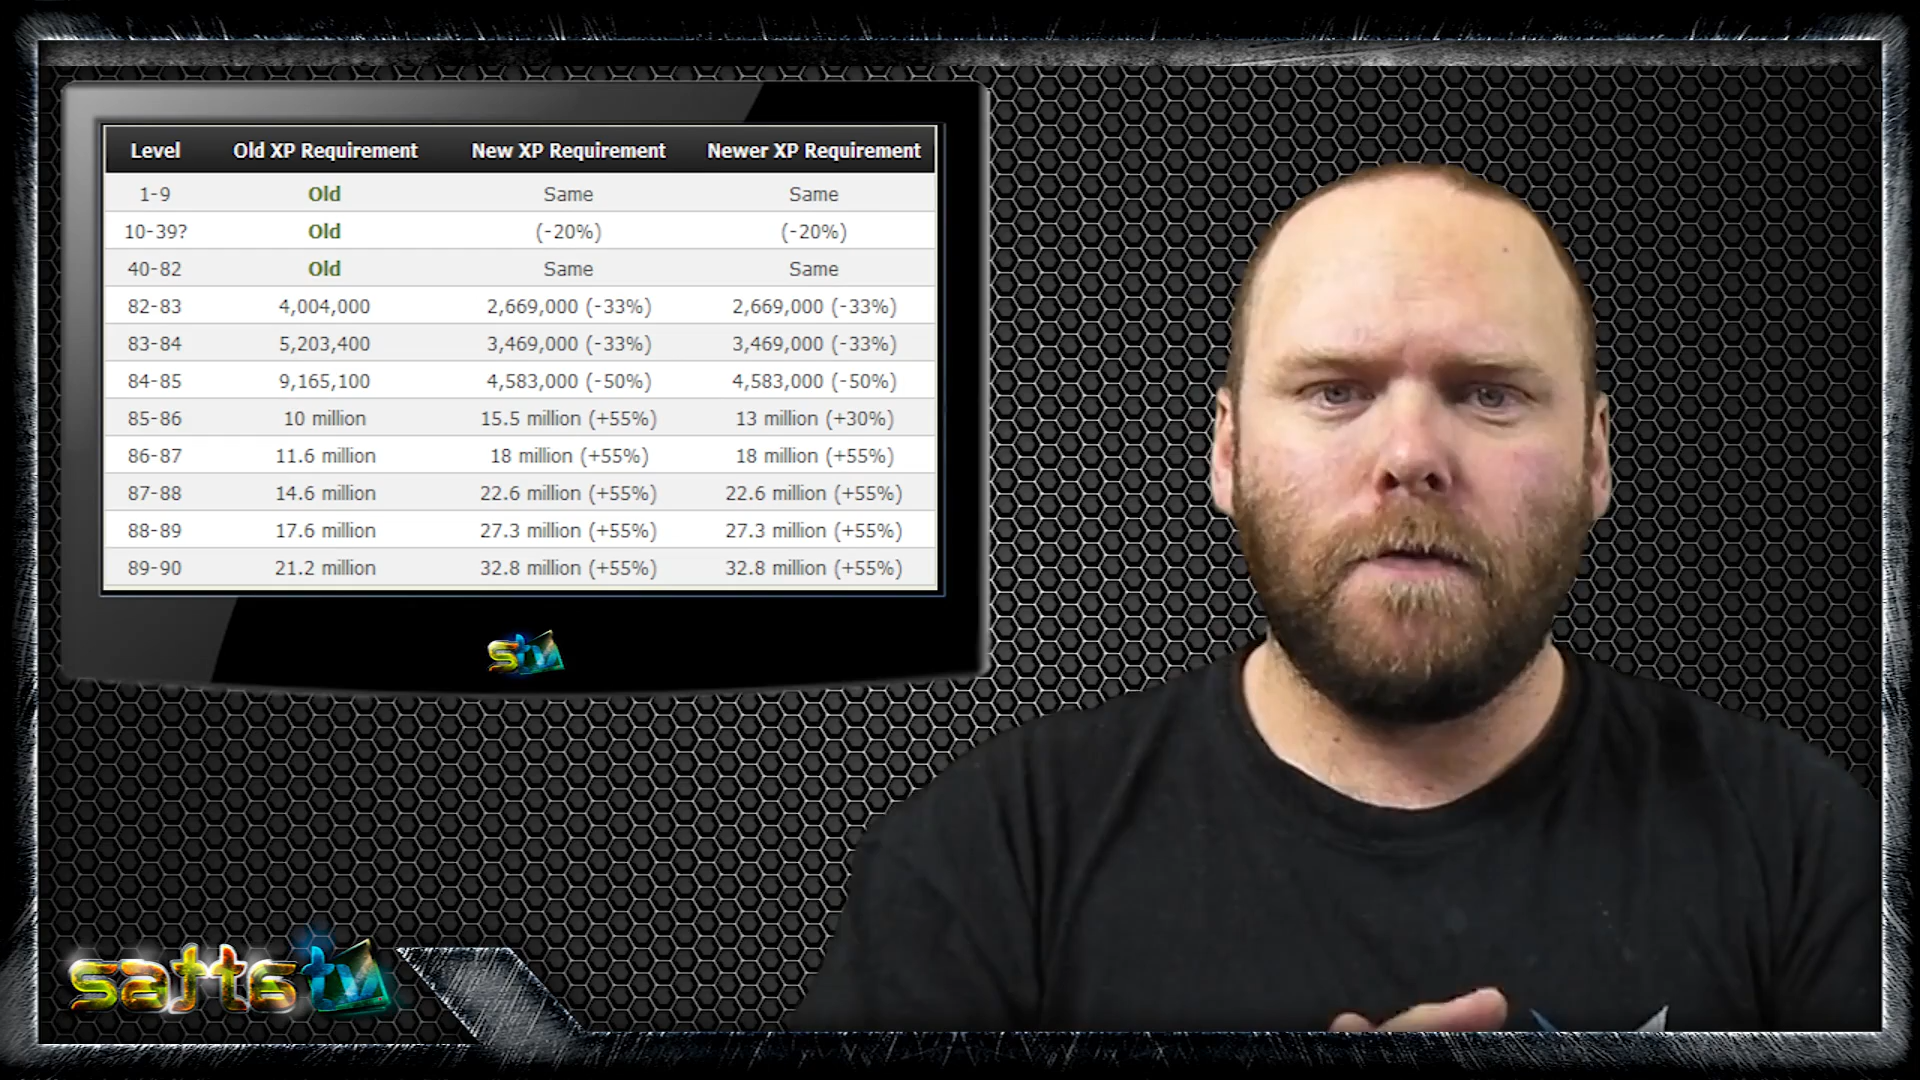 Level Old XP Requirement New XP Requirement Newer XP Requirement
1-9 Old Same Same
10-39? Old (-20%) (-20%)
40-82 Old Same Same
82-83 4,004,000 2,669,000 (-33%) 2,669,000 (-33%)
83-84 5,203,400 3,469,000 (-33%) 3,469,000 (-33%)
84-85 9,165,100 4,583,000 (-50%) 4,583,000 (-50%)
85-86 10 million 15.5 million (+55%) 13 million (+30%)
86-87 11.6 million 18 million (+55%) 18 million (+55%)
87-88 14.6 million 22.6 million (+55%) 22.6 million (+55%)
88-89 17.6 million 27.3 million (+55%) 27.3 million (+55%)
89-90 21.2 million 32.8 million (+55%) 32.8 million (+55%)
stv
sattstv